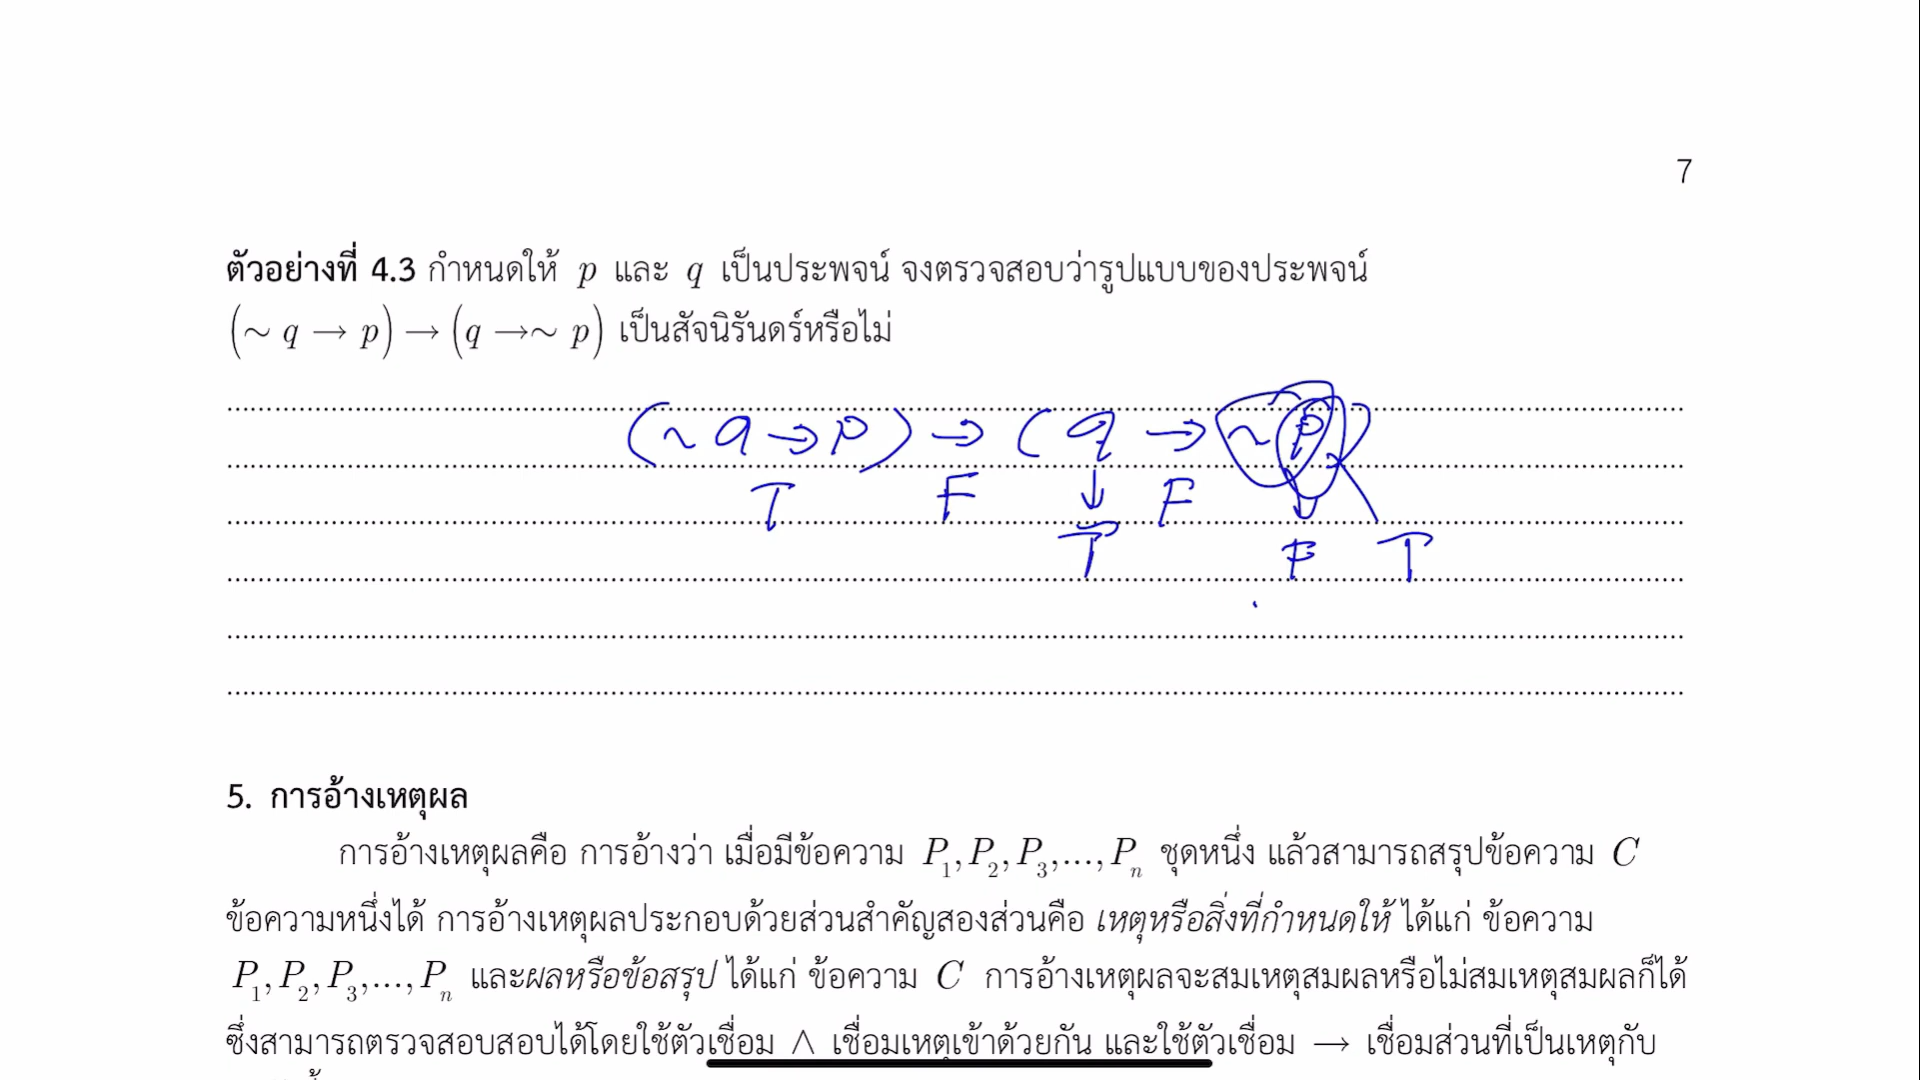 7
ตัวอย่างที่ 4.3 กำหนดให้ p และ q เป็นประพจน์ จงตรวจสอบว่ารูปแบบของประพจน์
(∼ q → p) → (q →∼ p) เป็นสัจนิรันดร์หรือไม่
(~ q → p) → ( q → ~ p )
T F ↓ F
T F T
5. การอ้างเหตุผล
การอ้างเหตุผลคือ การอ้างว่า เมื่อมีข้อความ P₁, P₂, P₃,..., Pₙ ชุดหนึ่ง แล้วสามารถสรุปข้อความ C
ข้อความหนึ่งได้ การอ้างเหตุผลประกอบด้วยส่วนสำคัญสองส่วนคือ เหตุหรือสิ่งที่กำหนดให้ ได้แก่ ข้อความ
P₁, P₂, P₃,..., Pₙ และผลหรือข้อสรุป ได้แก่ ข้อความ C การอ้างเหตุผลจะสมเหตุสมผลหรือไม่สมเหตุสมผลก็ได้
ซึ่งสามารถตรวจสอบสอบได้โดยใช้ตัวเชื่อม ∧ เชื่อมเหตุเข้าด้วยกัน และใช้ตัวเชื่อม → เชื่อมส่วนที่เป็นเหตุกับ